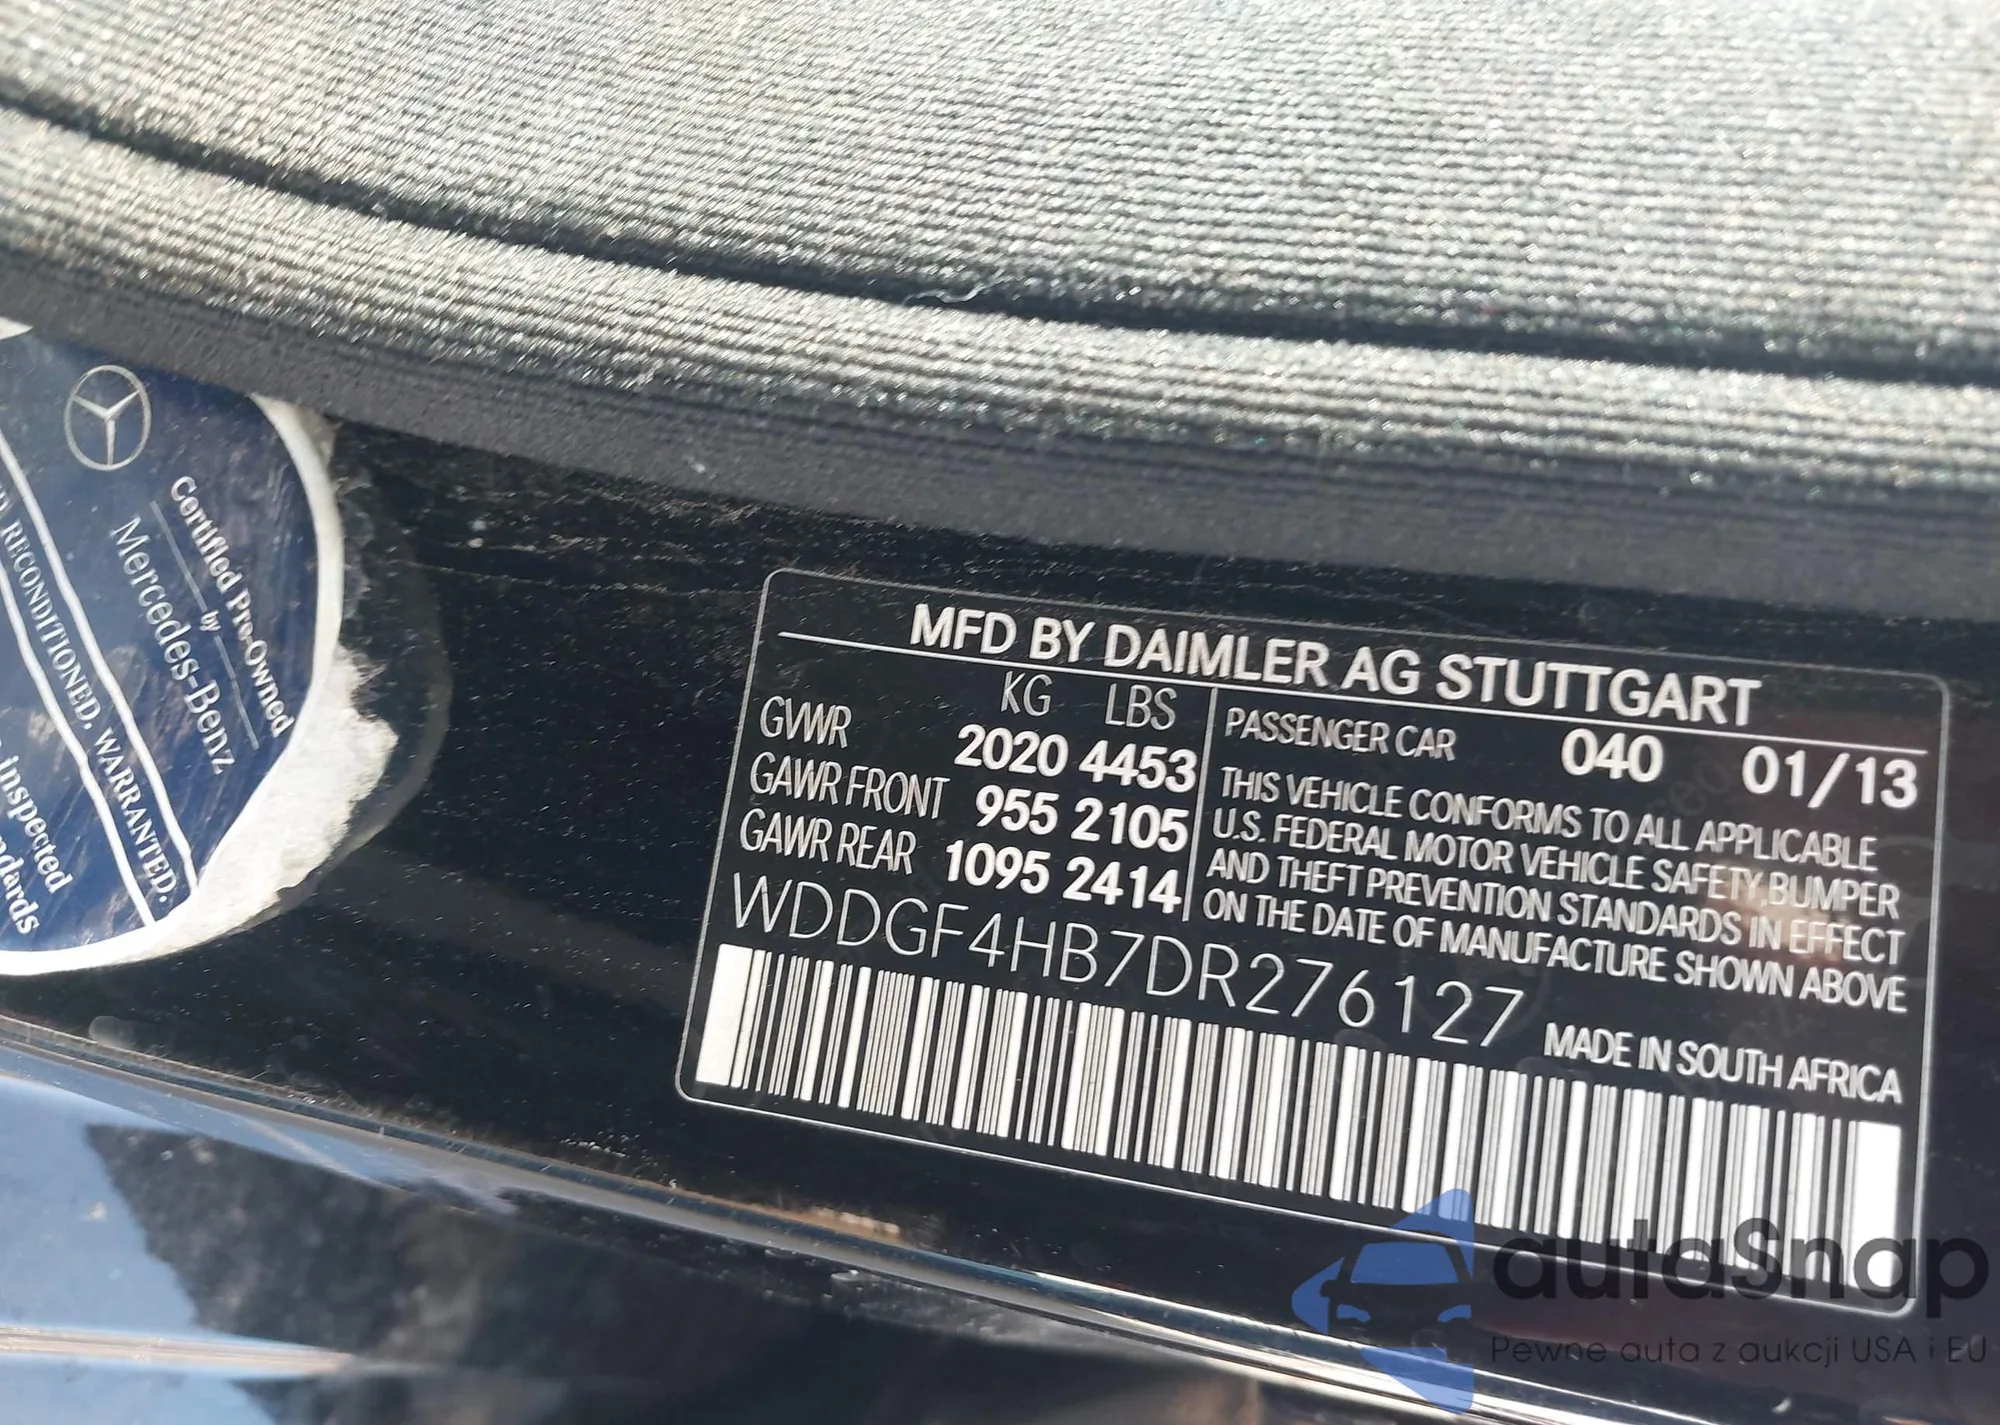 Certified Pre-Owned
by
Mercedes-Benz
RECONDITIONED. WARRANTED.
inspected
MFD BY DAIMLER AG STUTTGART
KG LBS
GVWR 2020 4453
GAWR FRONT 955 2105
GAWR REAR 1095 2414
PASSENGER CAR 040 01/13
THIS VEHICLE CONFORMS TO ALL APPLICABLE
U.S. FEDERAL MOTOR VEHICLE SAFETY, BUMPER
AND THEFT PREVENTION STANDARDS IN EFFECT
ON THE DATE OF MANUFACTURE SHOWN ABOVE
WDDGF4HB7DR276127
MADE IN SOUTH AFRICA
autaSnap
Pewne auta z aukcji USA i EU